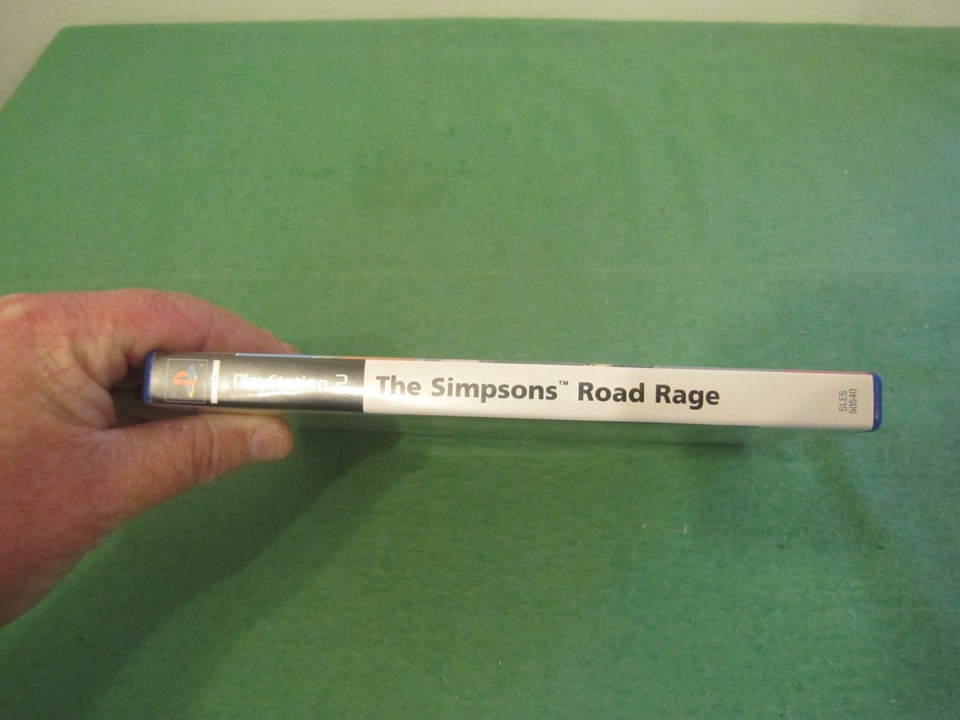 PlayStation 2
The Simpsons™ Road Rage
SLES
50540